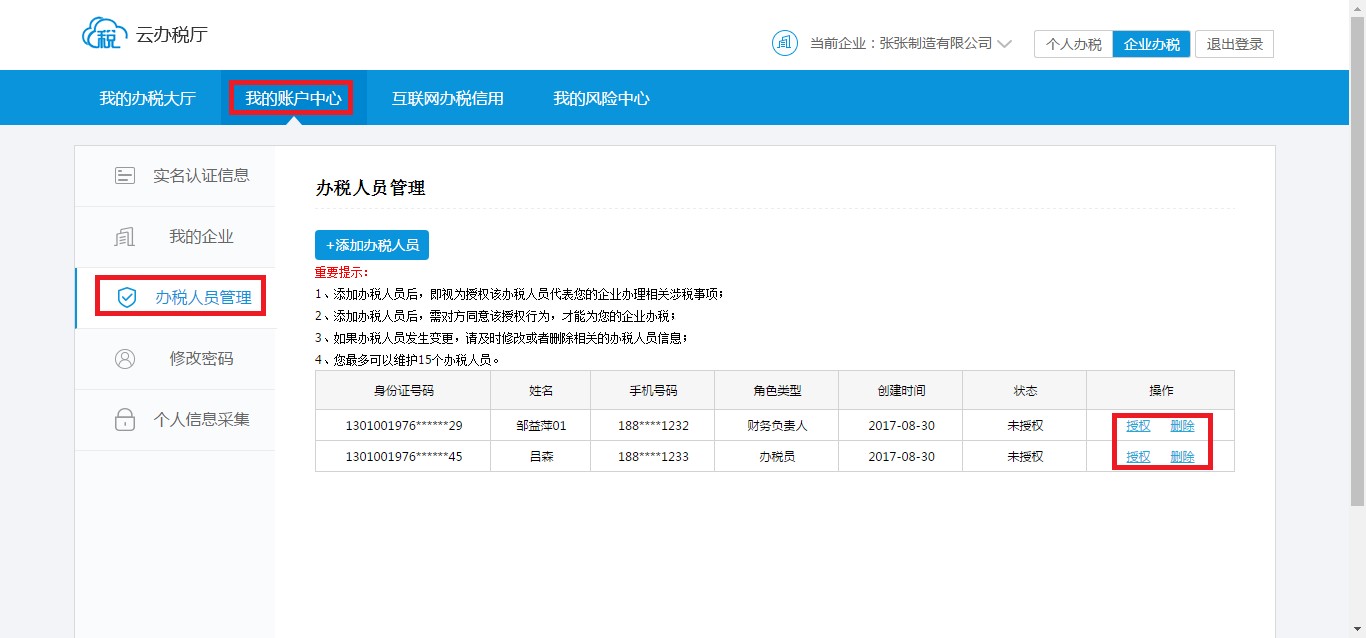 税 云办税厅
当前企业：张张制造有限公司 个人办税 企业办税 退出登录
我的办税大厅 我的账户中心 互联网办税信用 我的风险中心
实名认证信息
我的企业
办税人员管理
修改密码
个人信息采集
办税人员管理
+添加办税人员
重要提示：
1、添加办税人员后，即视为授权该办税人员代表您的企业办理相关涉税事项；
2、添加办税人员后，需对方同意该授权行为，才能为您的企业办税；
3、如果办税人员发生变更，请及时修改或者删除相关的办税人员信息；
4、您最多可以维护15个办税人员。
身份证号码 姓名 手机号码 角色类型 创建时间 状态 操作
1301001976******29 邹益萍01 188****1232 财务负责人 2017-08-30 未授权 授权 删除
1301001976******45 吕森 188****1233 办税员 2017-08-30 未授权 授权 删除